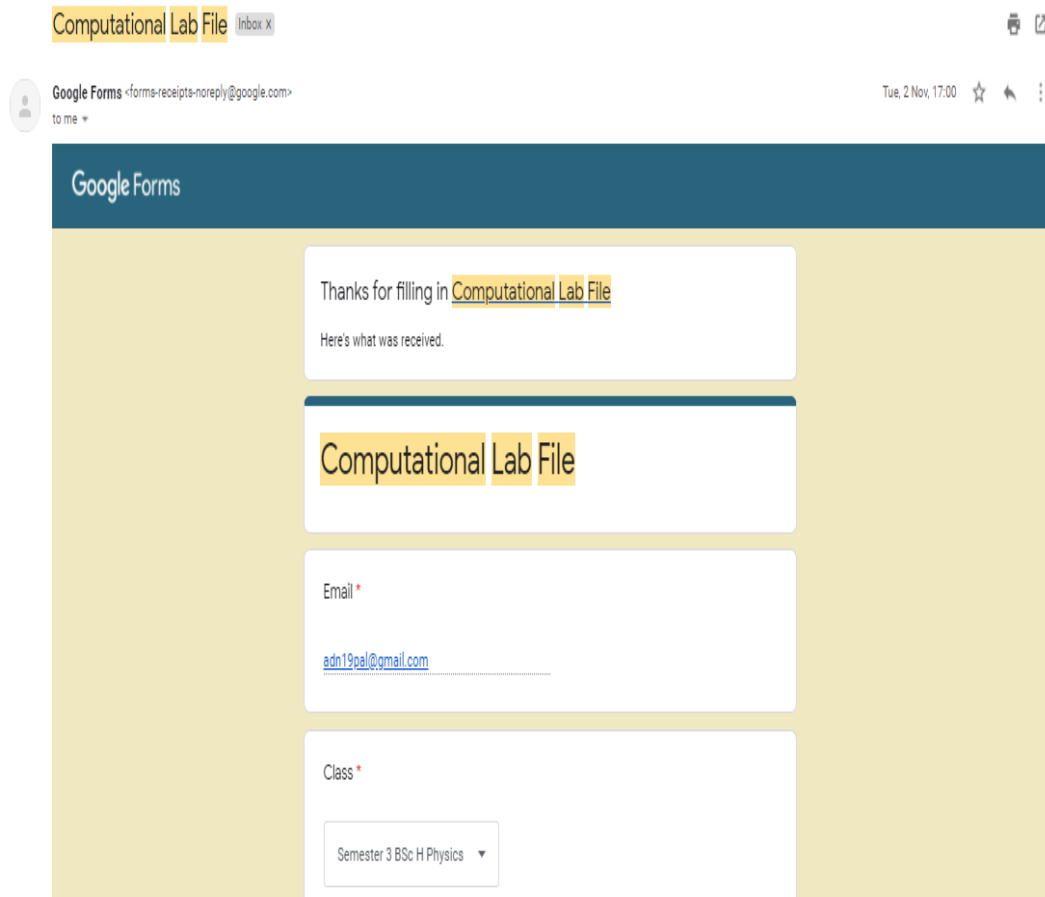 Computational Lab File Inbox x
Google Forms <forms-receipts-noreply@google.com> Tue, 2 Nov, 17:00
to me
Google Forms
Thanks for filling in Computational Lab File
Here's what was received.
Computational Lab File
Email *
adn19pal@gmail.com
Class *
Semester 3 BSc H Physics